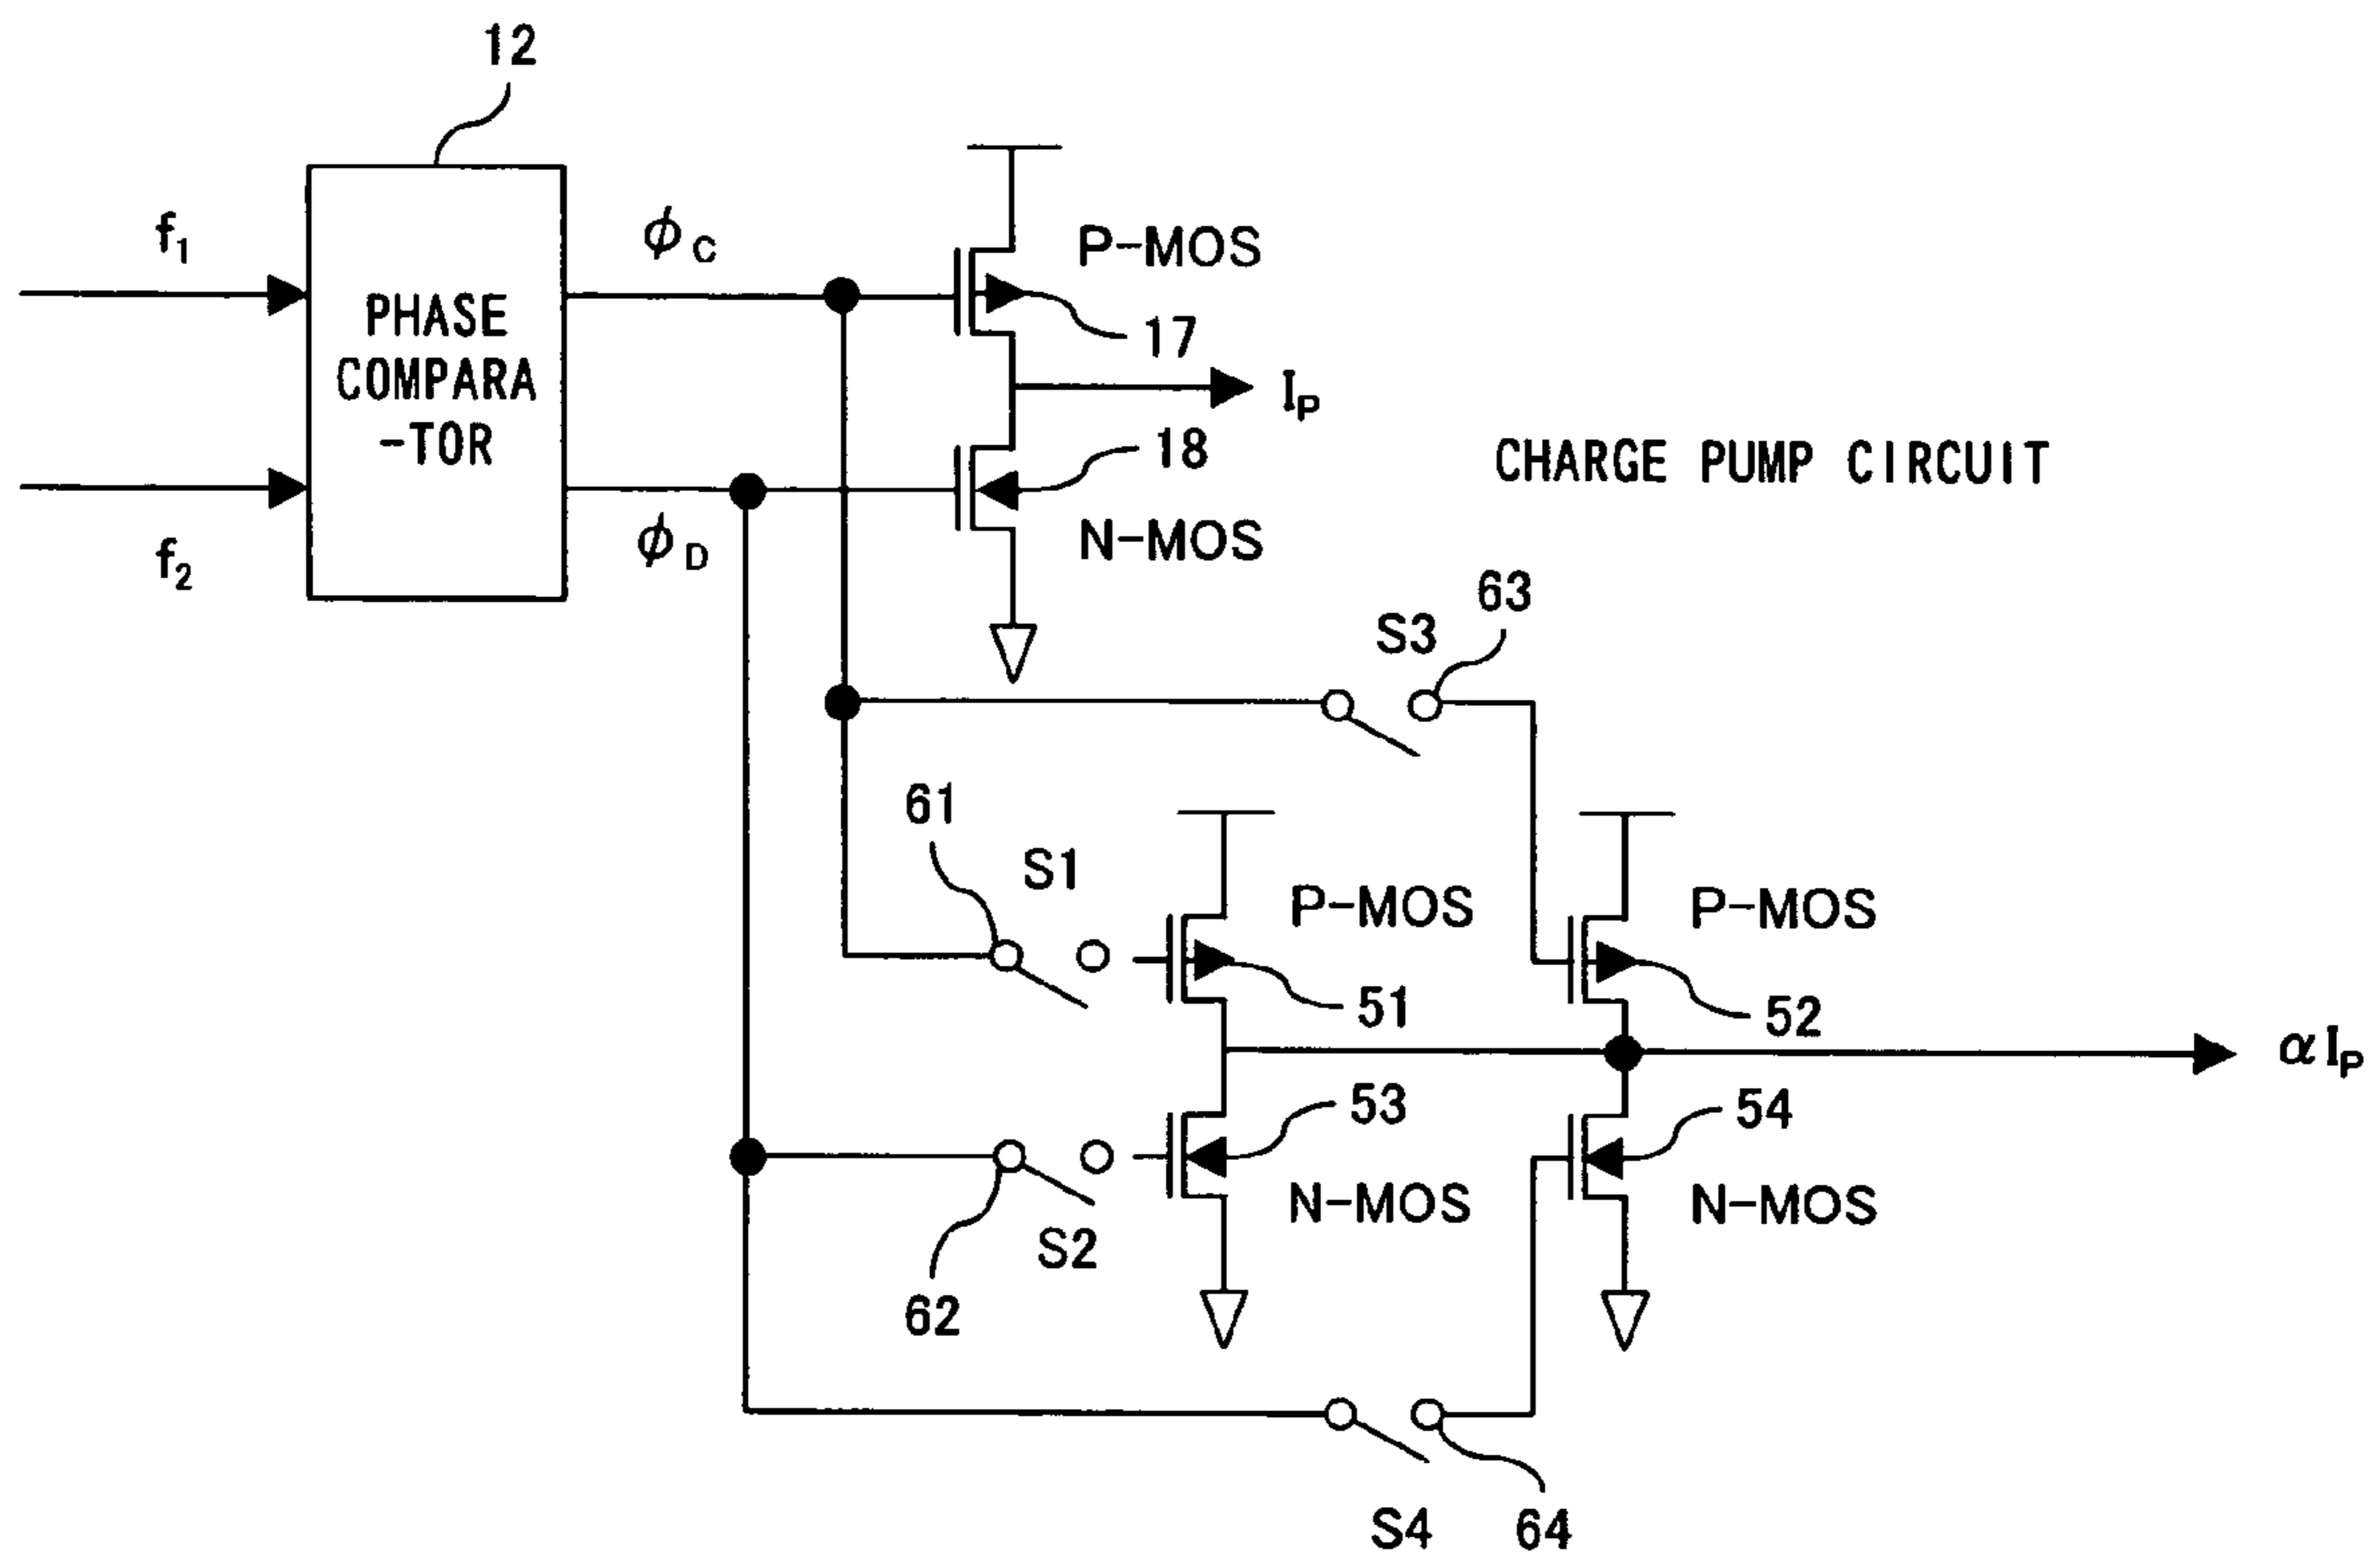 12
f1
f2
PHASE
COMPARA
-TOR
ϕC
ϕD
P-MOS
17
IP
18
N-MOS
CHARGE PUMP CIRCUIT
S3
63
61
S1
P-MOS
51
P-MOS
52
αIP
53
54
N-MOS
N-MOS
S2
62
S4
64